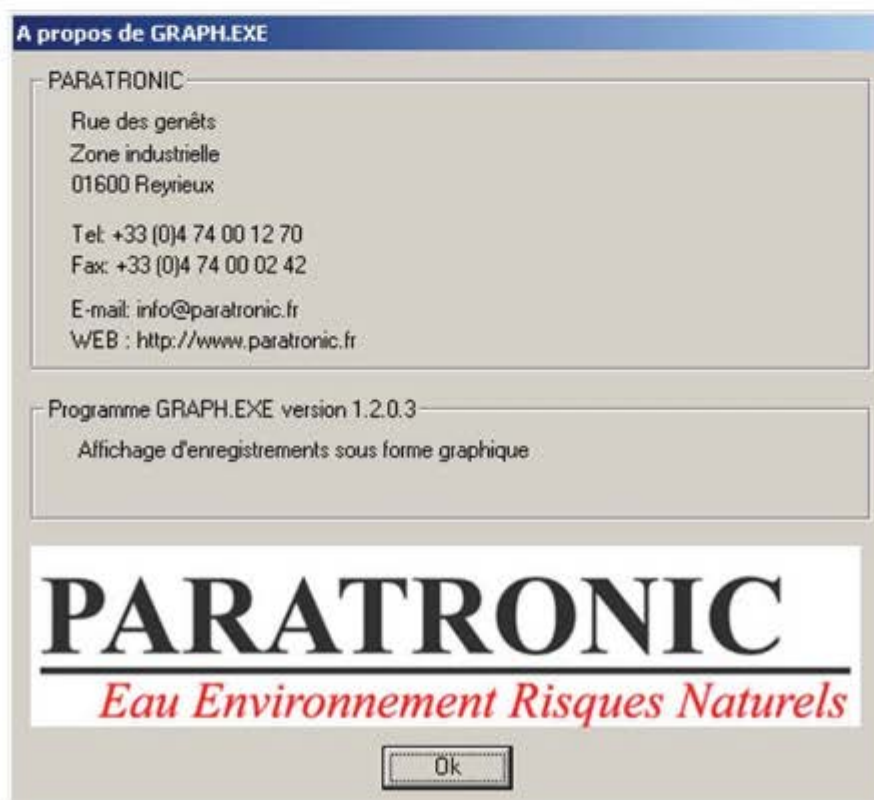 A propos de GRAPH.EXE
PARATRONIC
Rue des genêts
Zone industrielle
01600 Reyrieux
Tel: +33 (0)4 74 00 12 70
Fax: +33 (0)4 74 00 02 42
E-mail: info@paratronic.fr
WEB : http://www.paratronic.fr
Programme GRAPH.EXE version 1.2.0.3
Affichage d'enregistrements sous forme graphique
PARATRONIC
Eau Environnement Risques Naturels
Ok